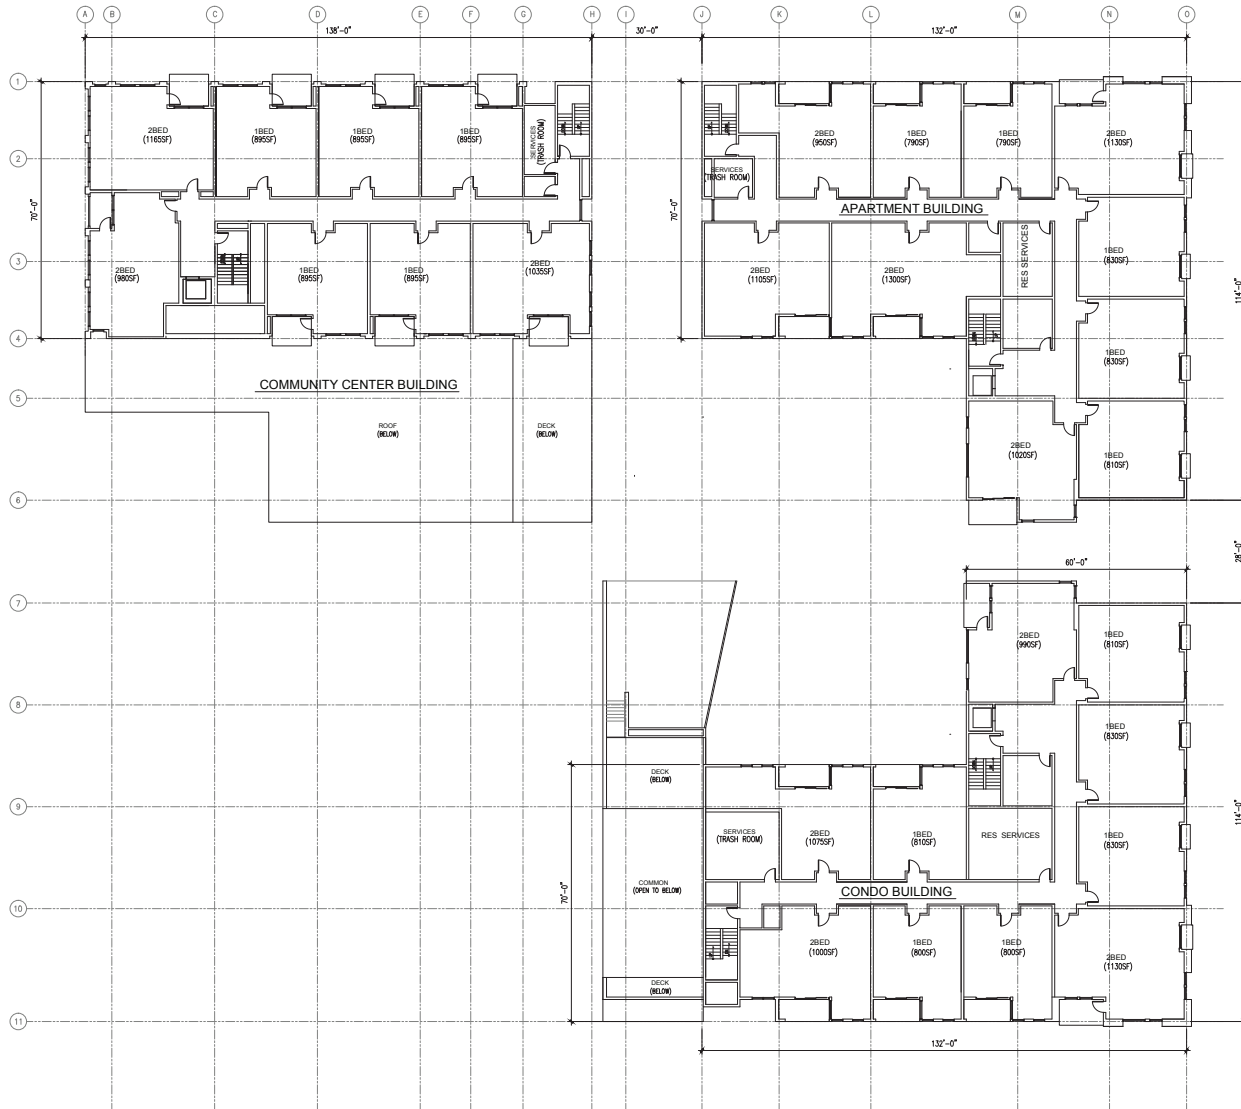 A B C D E F G H I J K L M N O
138'-0" 30'-0" 132'-0"
1
2BED
(1165SF)
1BED
(895SF)
1BED
(895SF)
1BED
(895SF)
SERVICES
(TRASH ROOM)
2BED
(950SF)
1BED
(790SF)
1BED
(790SF)
2BED
(1130SF)
2
SERVICES
(TRASH ROOM)
70'-0"
70'-0"
APARTMENT BUILDING
RES SERVICES
3
2BED
(980SF)
1BED
(895SF)
1BED
(895SF)
2BED
(1035SF)
2BED
(1105SF)
2BED
(1300SF)
1BED
(830SF)
114'-0"
4
1BED
(830SF)
COMMUNITY CENTER BUILDING
5
ROOF
(BELOW)
DECK
(BELOW)
2BED
(1020SF)
1BED
(810SF)
6
28'-0"
60'-0"
7
2BED
(990SF)
1BED
(810SF)
8
1BED
(830SF)
DECK
(BELOW)
9
SERVICES
(TRASH ROOM)
2BED
(1075SF)
1BED
(810SF)
RES SERVICES
1BED
(830SF)
114'-0"
70'-0"
COMMON
(OPEN TO BELOW)
CONDO BUILDING
10
2BED
(1000SF)
1BED
(800SF)
1BED
(800SF)
2BED
(1130SF)
DECK
(BELOW)
11
132'-0"